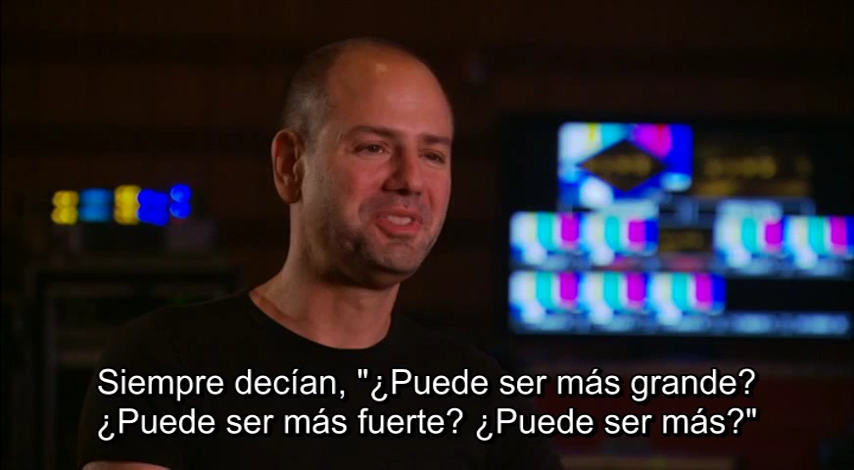 Siempre decían, "¿Puede ser más grande?
¿Puede ser más fuerte? ¿Puede ser más?"